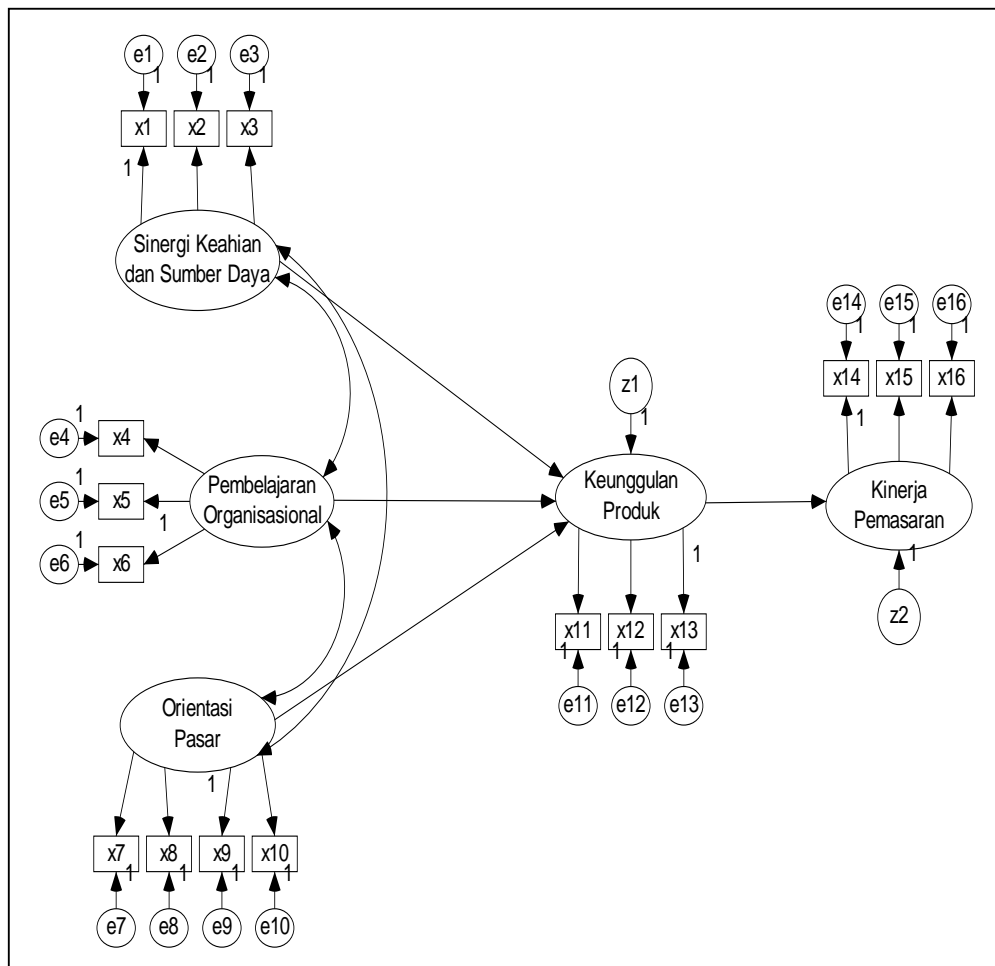 e1 e2 e3
1 1 1
x1 x2 x3
1
Sinergi Keahian
dan Sumber Daya
e14 e15 e16
1 1 1
x14 x15 x16
1
z1
1
1
e4 x4
1
e5 x5
1
1
e6 x6
Pembelajaran
Organisasional
Keunggulan
Produk
Kinerja
Pemasaran
1
z2
1
x11 x12 x13
1 1 1
e11 e12 e13
Orientasi
Pasar
1
x7 x8 x9 x10
1 1 1 1
e7 e8 e9 e10